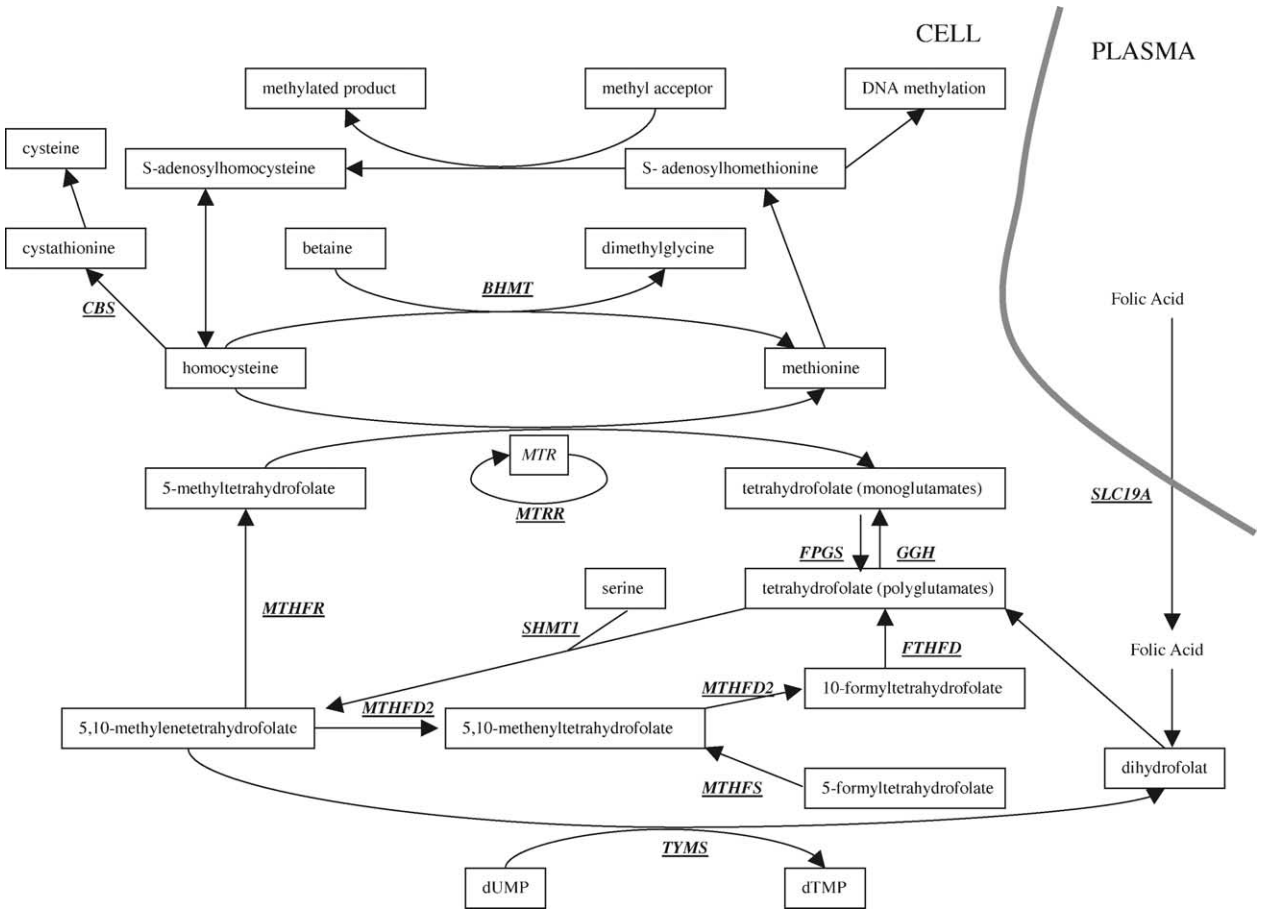 CELL
PLASMA
methylated product
methyl acceptor
DNA methylation
cysteine
S-adenosylhomocysteine
S- adenosylhomethionine
cystathionine
betaine
dimethylglycine
BHMT
CBS
Folic Acid
homocysteine
methionine
MTR
5-methyltetrahydrofolate
tetrahydrofolate (monoglutamates)
SLC19A
MTRR
FPGS
GGH
serine
tetrahydrofolate (polyglutamates)
MTHFR
SHMT1
FTHFD
Folic Acid
MTHFD2
10-formyltetrahydrofolate
MTHFD2
5,10-methylenetetrahydrofolate
5,10-methenyltetrahydrofolate
dihydrofolat
MTHFS
5-formyltetrahydrofolate
TYMS
dUMP
dTMP